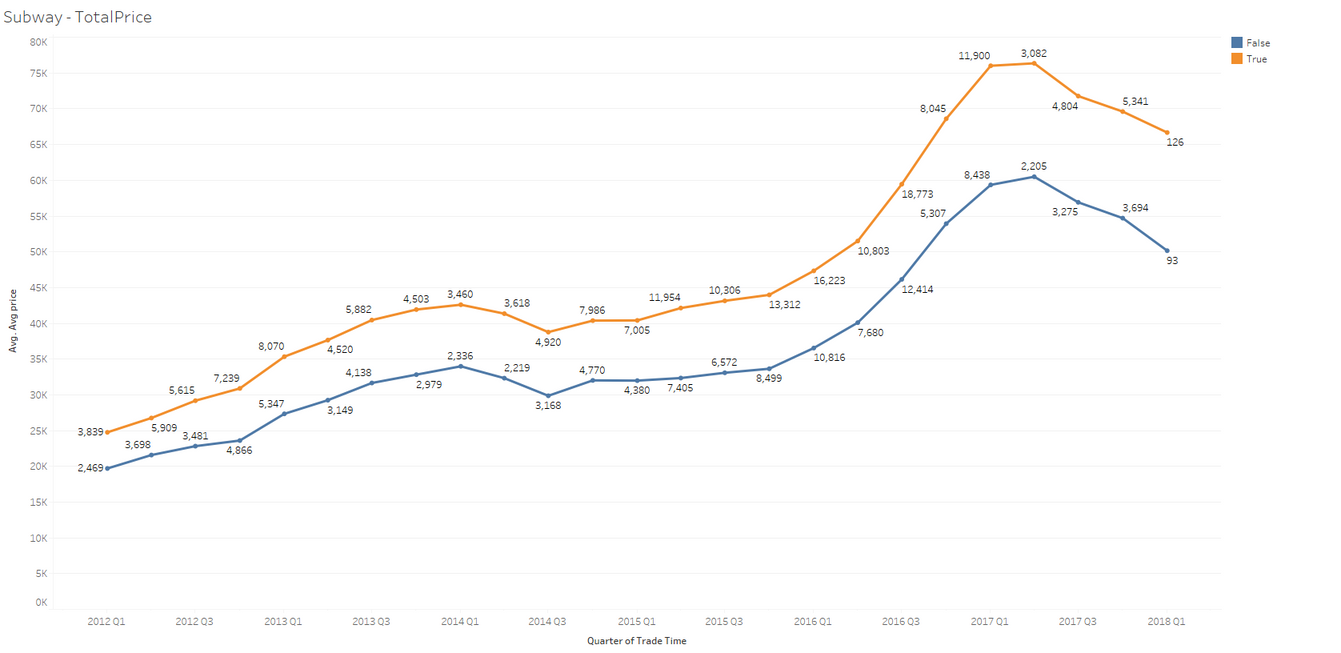 Subway - TotalPrice
False
True
80K
75K
70K
65K
60K
55K
50K
45K
40K
35K
30K
25K
20K
15K
10K
5K
0K
Avg. Avg price
3,839
5,909
5,615
7,239
8,070
4,520
5,882
4,503
3,460
3,618
4,920
7,986
7,005
11,954
10,306
13,312
16,223
10,803
18,773
8,045
11,900
3,082
4,804
5,341
126
2,469
3,698
3,481
4,866
5,347
3,149
4,138
2,979
2,336
2,219
3,168
4,770
4,380
7,405
6,572
8,499
10,816
7,680
12,414
5,307
8,438
2,205
3,275
3,694
93
2012 Q1
2012 Q3
2013 Q1
2013 Q3
2014 Q1
2014 Q3
2015 Q1
2015 Q3
2016 Q1
2016 Q3
2017 Q1
2017 Q3
2018 Q1
Quarter of Trade Time